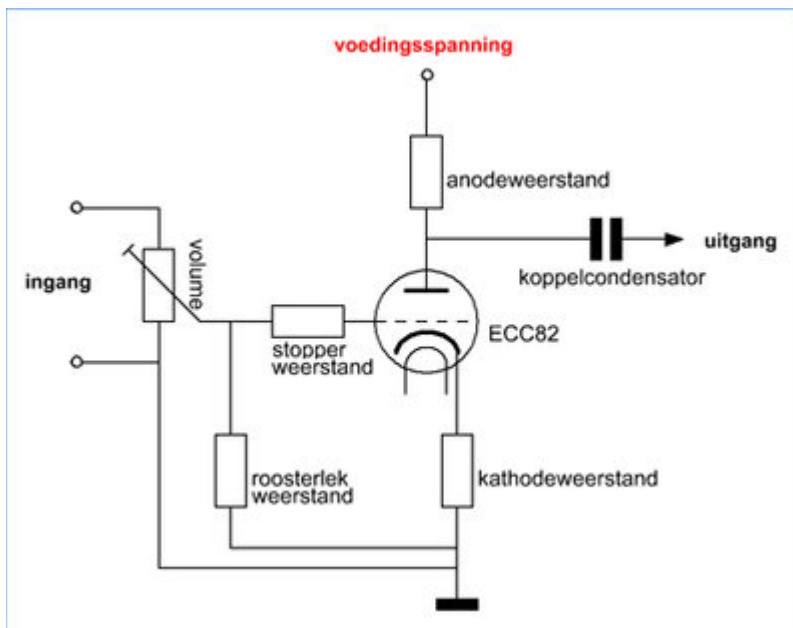 voedingsspanning
anodeweerstand
ingang
volume
koppelcondensator
uitgang
ECC82
stopper
weerstand
roosterlek
weerstand
kathodeweerstand